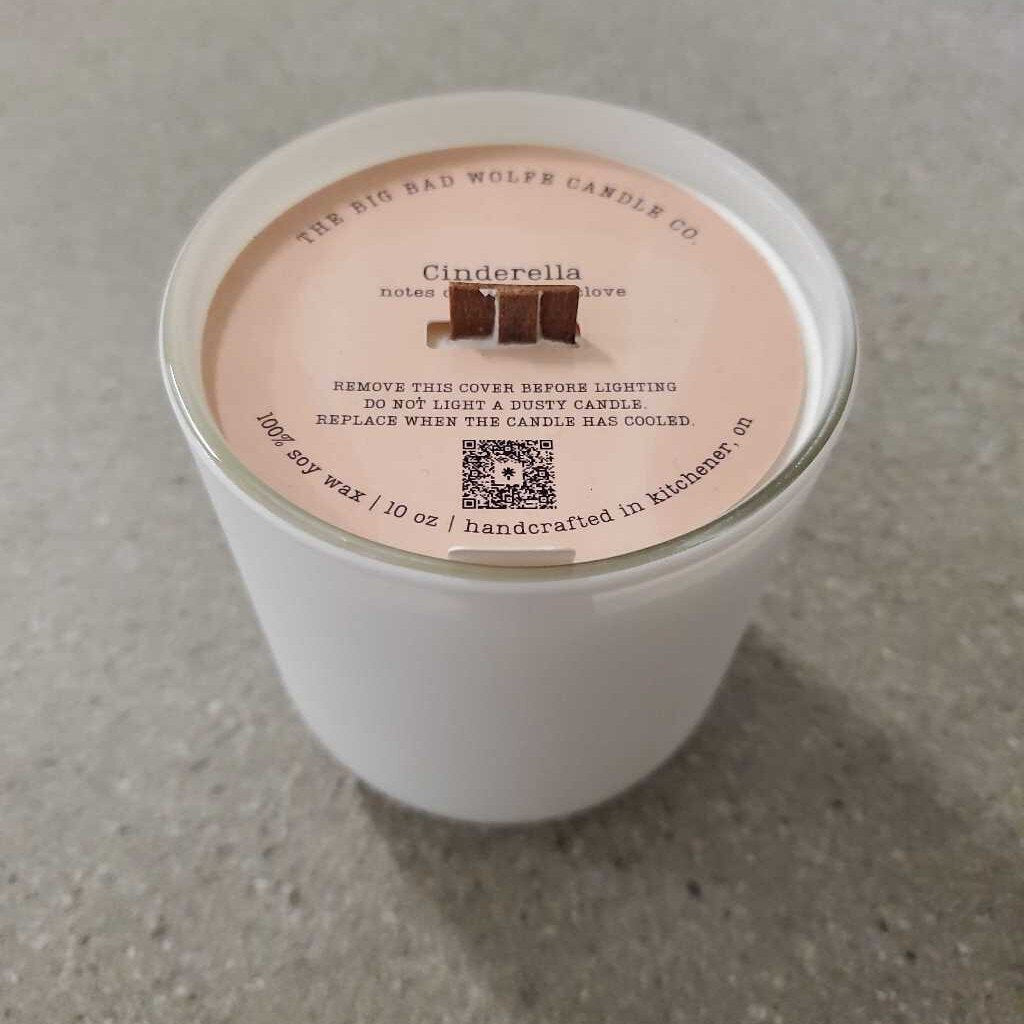 THE BIG BAD WOLFE CANDLE CO.
Cinderella
notes clove
REMOVE THIS COVER BEFORE LIGHTING
DO NOT LIGHT A DUSTY CANDLE.
REPLACE WHEN THE CANDLE HAS COOLED.
100% soy wax | 10 oz | handcrafted in kitchener, on